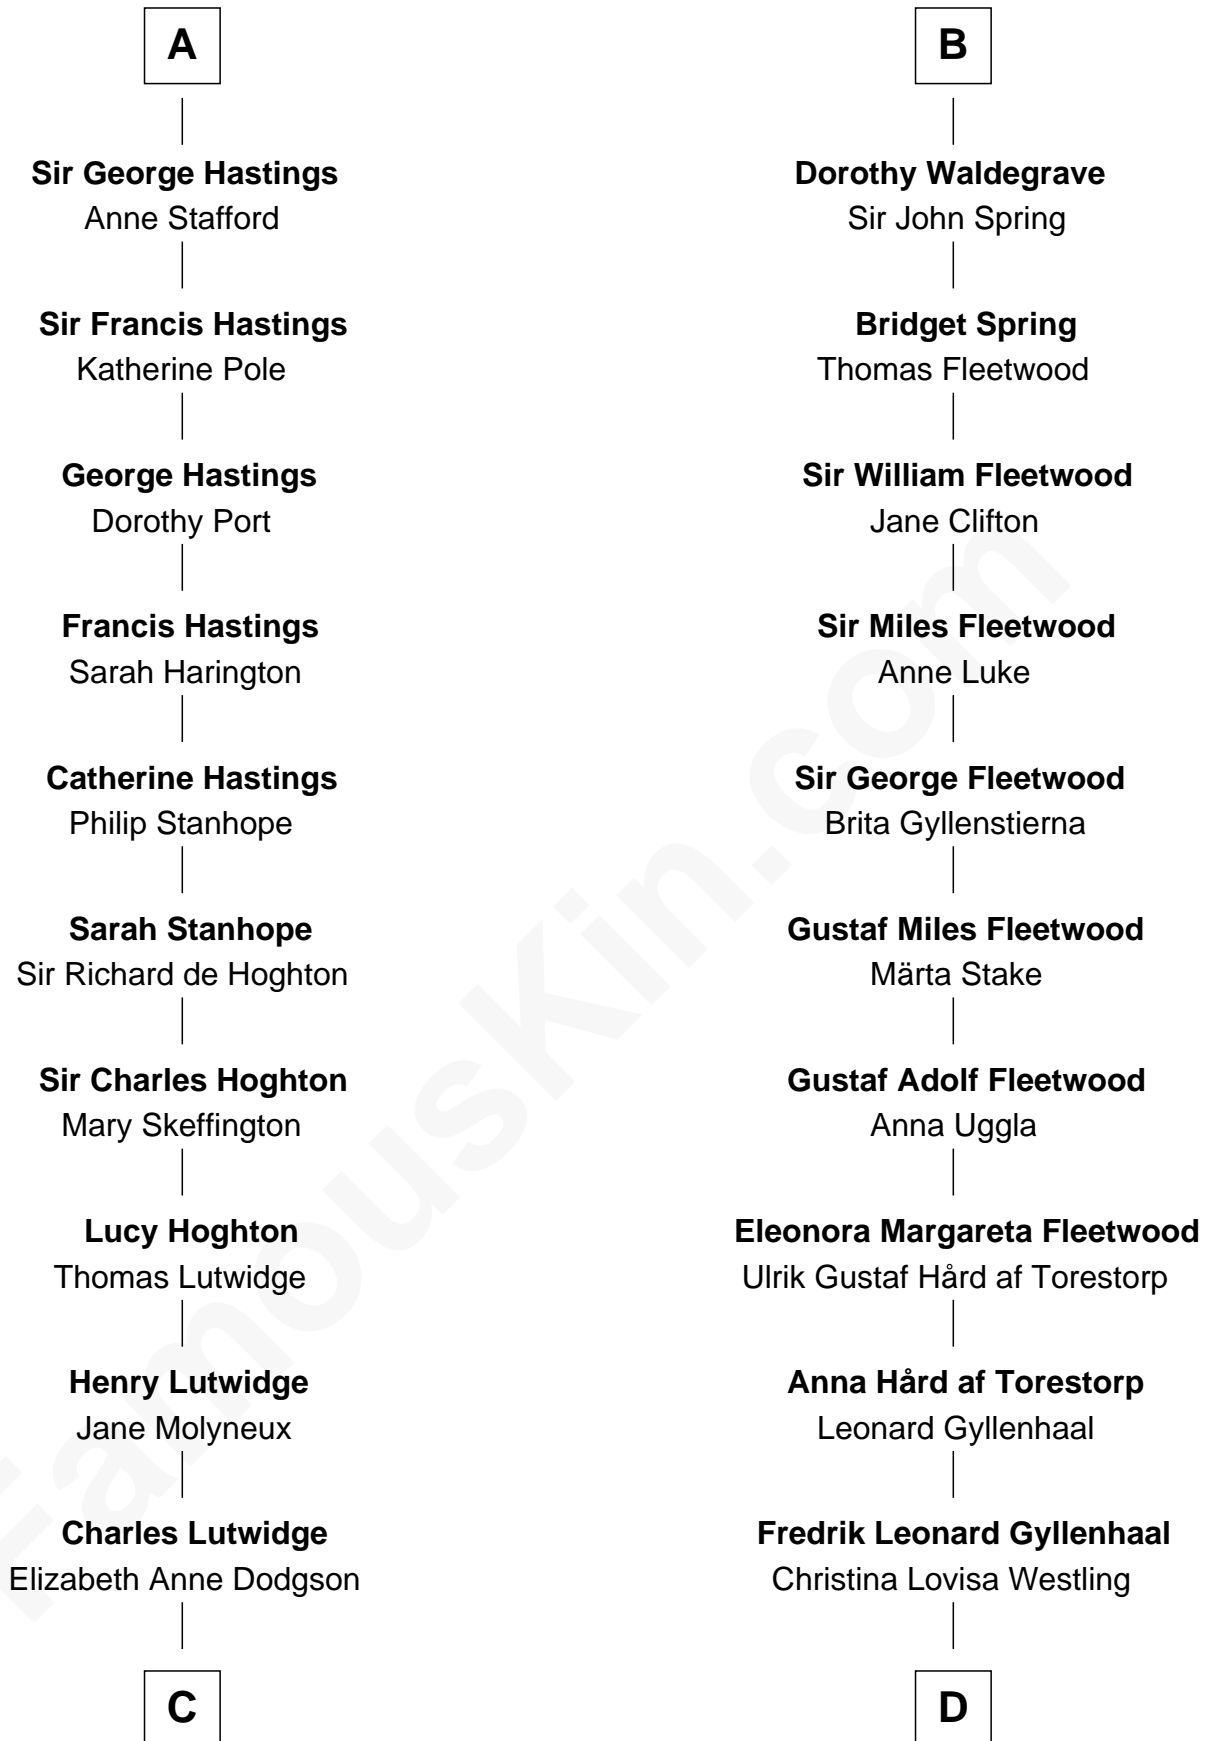 A
Sir George Hastings
Anne Stafford
Sir Francis Hastings
Katherine Pole
George Hastings
Dorothy Port
Francis Hastings
Sarah Harington
Catherine Hastings
Philip Stanhope
Sarah Stanhope
Sir Richard de Hoghton
Sir Charles Hoghton
Mary Skeffington
Lucy Hoghton
Thomas Lutwidge
Henry Lutwidge
Jane Molyneux
Charles Lutwidge
Elizabeth Anne Dodgson
C
B
Dorothy Waldegrave
Sir John Spring
Bridget Spring
Thomas Fleetwood
Sir William Fleetwood
Jane Clifton
Sir Miles Fleetwood
Anne Luke
Sir George Fleetwood
Brita Gyllenstierna
Gustaf Miles Fleetwood
Märta Stake
Gustaf Adolf Fleetwood
Anna Uggla
Eleonora Margareta Fleetwood
Ulrik Gustaf Hård af Torestorp
Anna Hård af Torestorp
Leonard Gyllenhaal
Fredrik Leonard Gyllenhaal
Christina Lovisa Westling
D
FamousKin.com